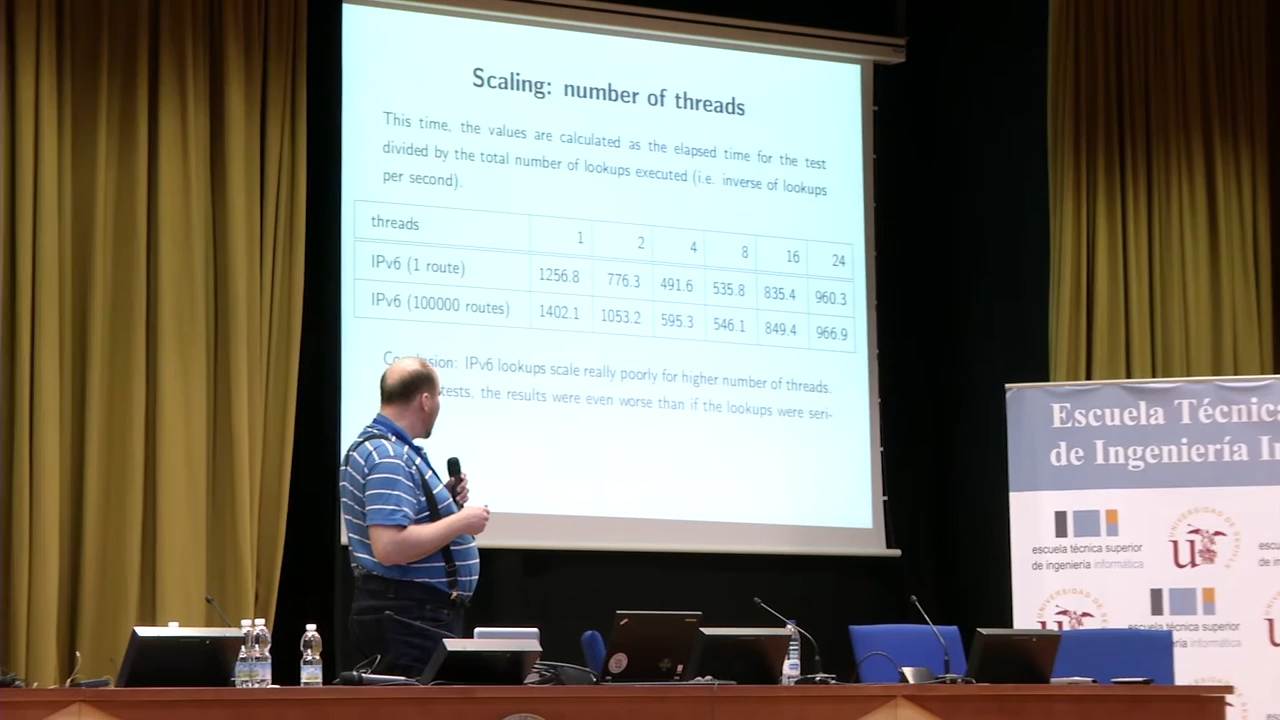 Scaling: number of threads
This time, the values are calculated as the elapsed time for the test
divided by the total number of lookups executed (i.e. inverse of lookups
per second).
threads 1 2 4 8 16 24
IPv6 (1 route) 1256.8 776.3 491.6 535.8 835.4 960.3
IPv6 (100000 routes) 1402.1 1053.2 595.3 546.1 849.4 966.9
IPv6 lookups scale really poorly for higher number of threads.
tests, the results were even worse than if the lookups were seri-
Escuela Técnica
de Ingeniería
escuela técnica superior
de ingeniería informática
UNIVERSIDAD DE SEVILLA
escuela técnica superior
informática